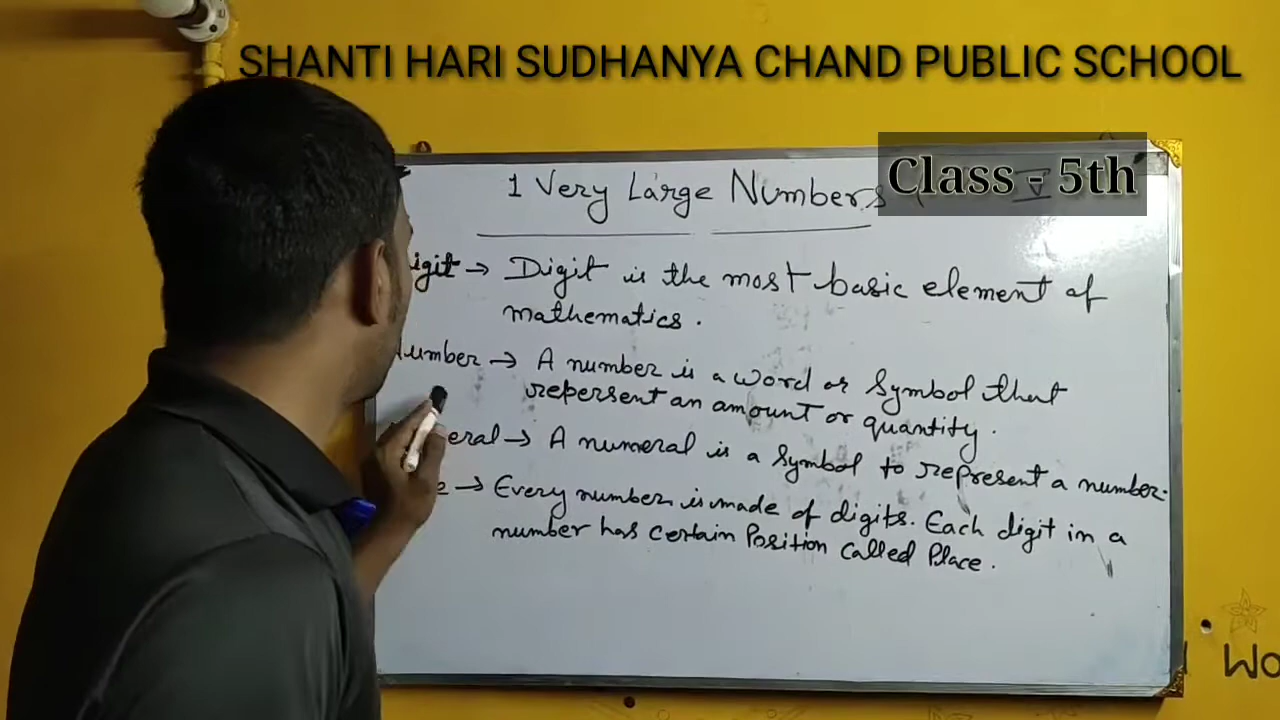 SHANTI HARI SUDHANYA CHAND PUBLIC SCHOOL
Class - 5th
1 Very Large Numbers
igit → Digit is the most basic element of
mathematics.
umber → A number is a word or symbol that
repersent an amount or quantity.
eral → A numeral is a symbol to represent a number.
e → Every number is made of digits. Each digit in a
number has certain Position called Place.
Wo